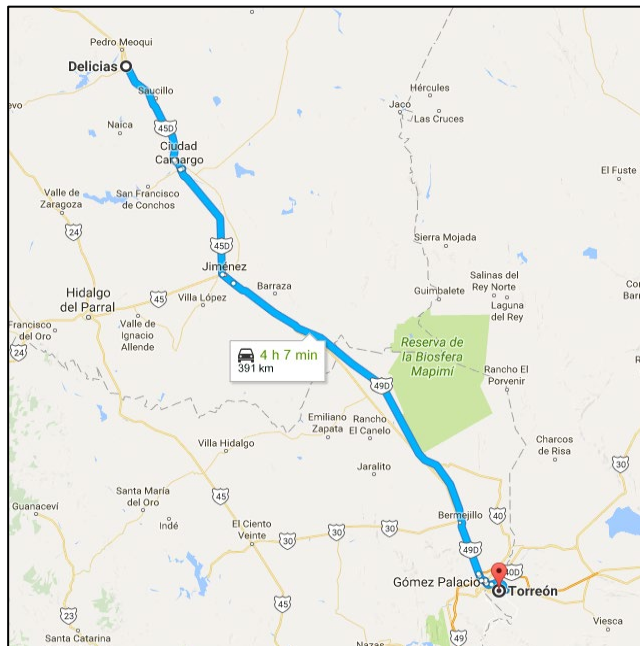 Pedro Meoqui
Delicias
Saucillo
evo
Naica
45D
Ciudad
Camargo
Hércules
Jaco
Las Cruces
San Francisco
de Conchos
Valle de
Zaragoza
El Fuste
24
45D
Sierra Mojada
Jiménez
Salinas del
Rey Norte
Barraza
Guimbalete
Laguna
del Rey
Hidalgo
del Parral
45
Villa López
Francisco
del Oro
Valle de
Ignacio
Allende
24
4 h 7 min
391 km
Reserva de
la Biosfera
Mapimí
49D
Rancho El
Porvenir
Emiliano
Zapata
Rancho
El Canelo
Villa Hidalgo
Charcos
de Risa
30
Jaralito
45
Guanaceví
Santa María
del Oro
Indé
El Ciento
Veinte
30
30
Bermejillo
40
49D
40D
Gómez Palacio
Torreón
23
45
Santa Catarina
Nazas
49
Viesca